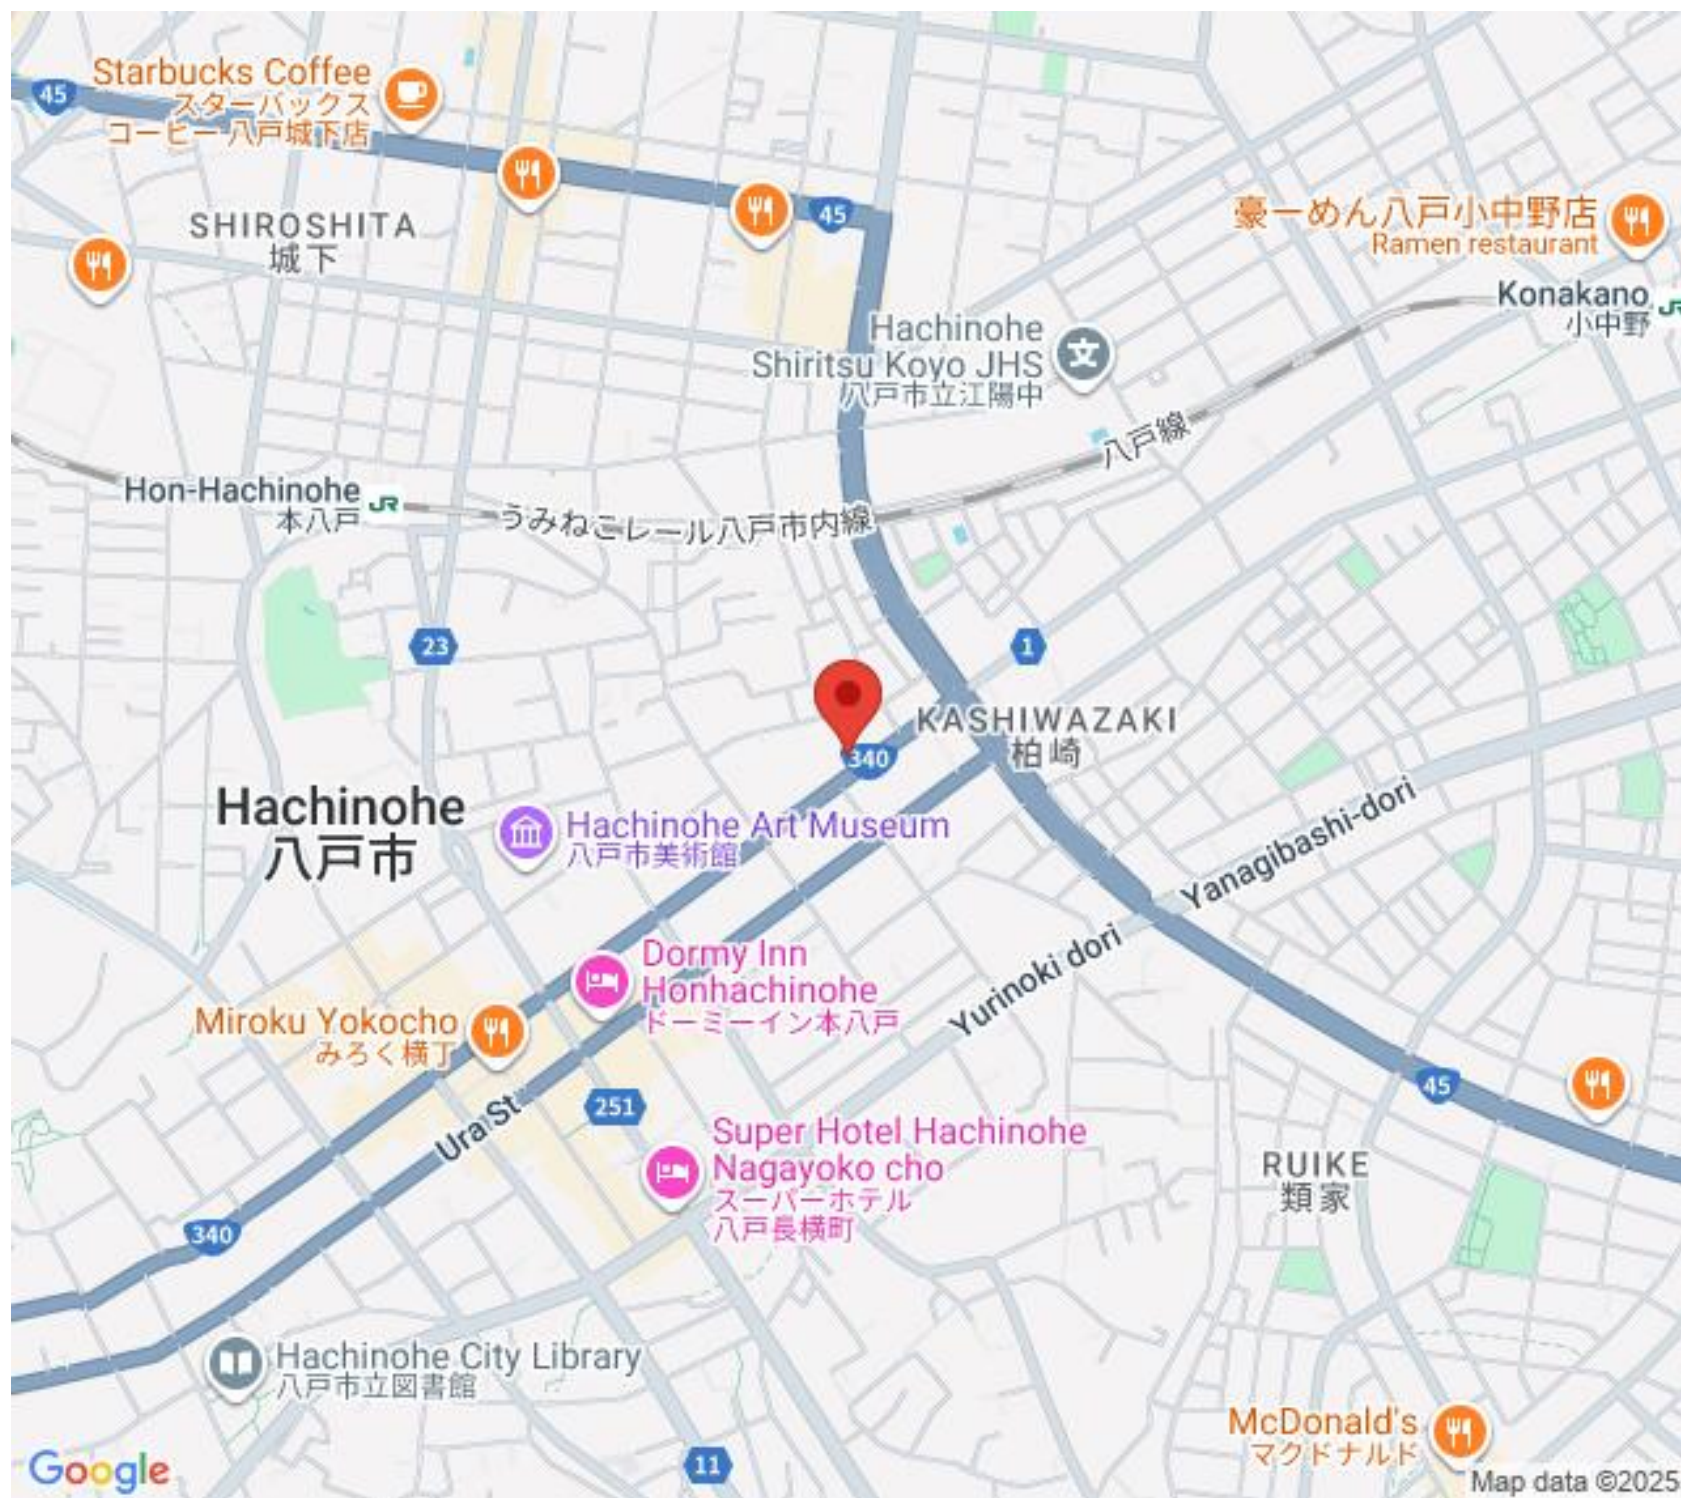 45
Starbucks Coffee
スターバックス
コーヒー 八戸城下店
45
SHIROSHITA
城下
豪ーめん八戸小中野店
Ramen restaurant
Konakano
小中野
JR
Hachinohe
Shiritsu Koyo JHS
八戸市立江陽中
文
八戸線
Hon-Hachinohe
本八戸
JR
うみねこレール八戸市内線
23
1
KASHIWAZAKI
柏崎
340
Hachinohe
八戸市
Hachinohe Art Museum
八戸市美術館
Yanagibashi-dori
Dormy Inn
Honhachinohe
ドーミーイン本八戸
Yurinoki dori
Miroku Yokocho
みろく横丁
45
251
Ura St
Super Hotel Hachinohe
Nagayoko cho
スーパーホテル
八戸長横町
RUIKE
類家
340
Hachinohe City Library
八戸市立図書館
McDonald's
マクドナルド
11
Google
Map data ©2025